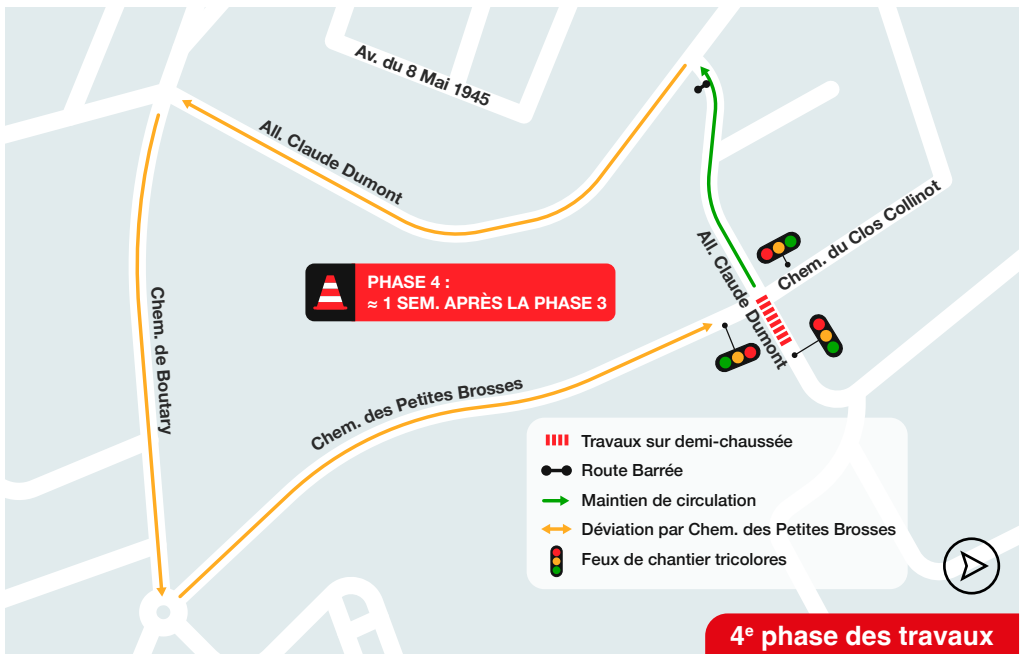 Av. du 8 Mai 1945
All. Claude Dumont
Chem. du Clos Collinot
All. Claude Dumont
PHASE 4 :
≈ 1 SEM. APRÈS LA PHASE 3
Chem. de Boutary
Chem. des Petites Brosses
Travaux sur demi-chaussée
Route Barrée
Maintien de circulation
Déviation par Chem. des Petites Brosses
Feux de chantier tricolores
4e phase des travaux